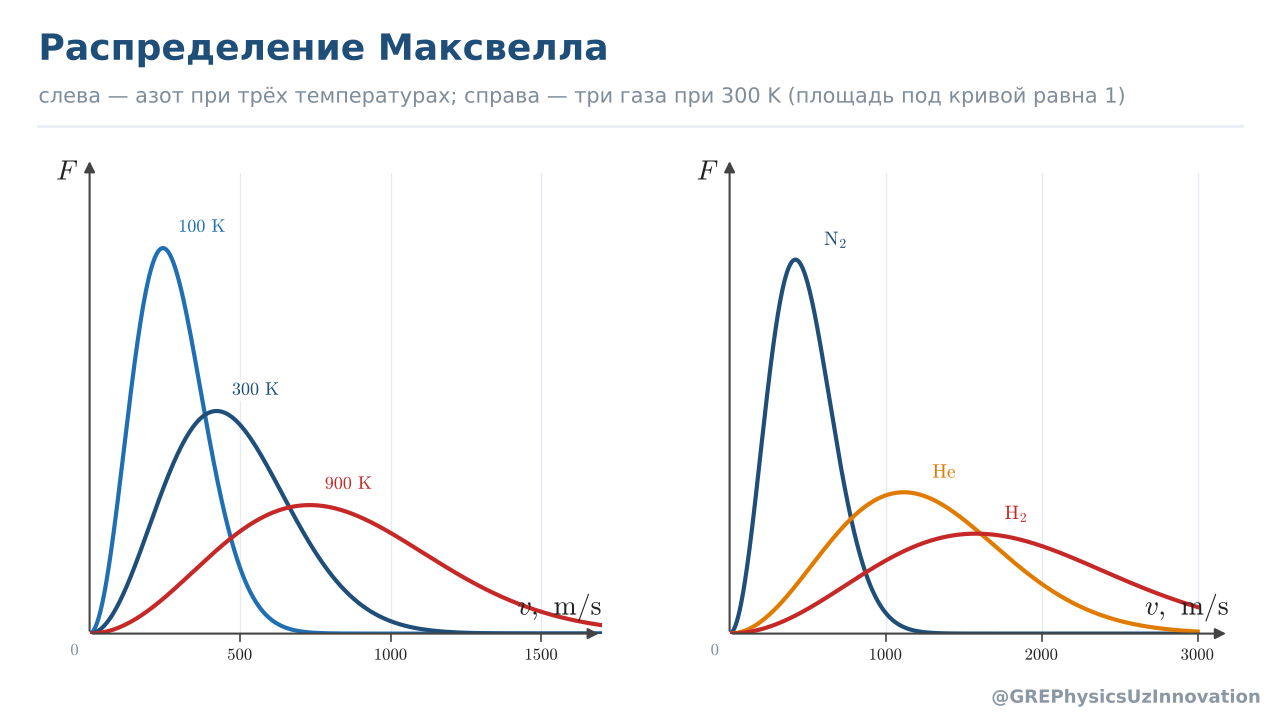 Распределение Максвелла
слева — азот при трёх температурах; справа — три газа при 300 K (площадь под кривой равна 1)
F
100 K
300 K
900 K
v, m/s
0
500
1000
1500
F
N₂
He
H₂
v, m/s
0
1000
2000
3000
@GREPhysicsUzInnovation